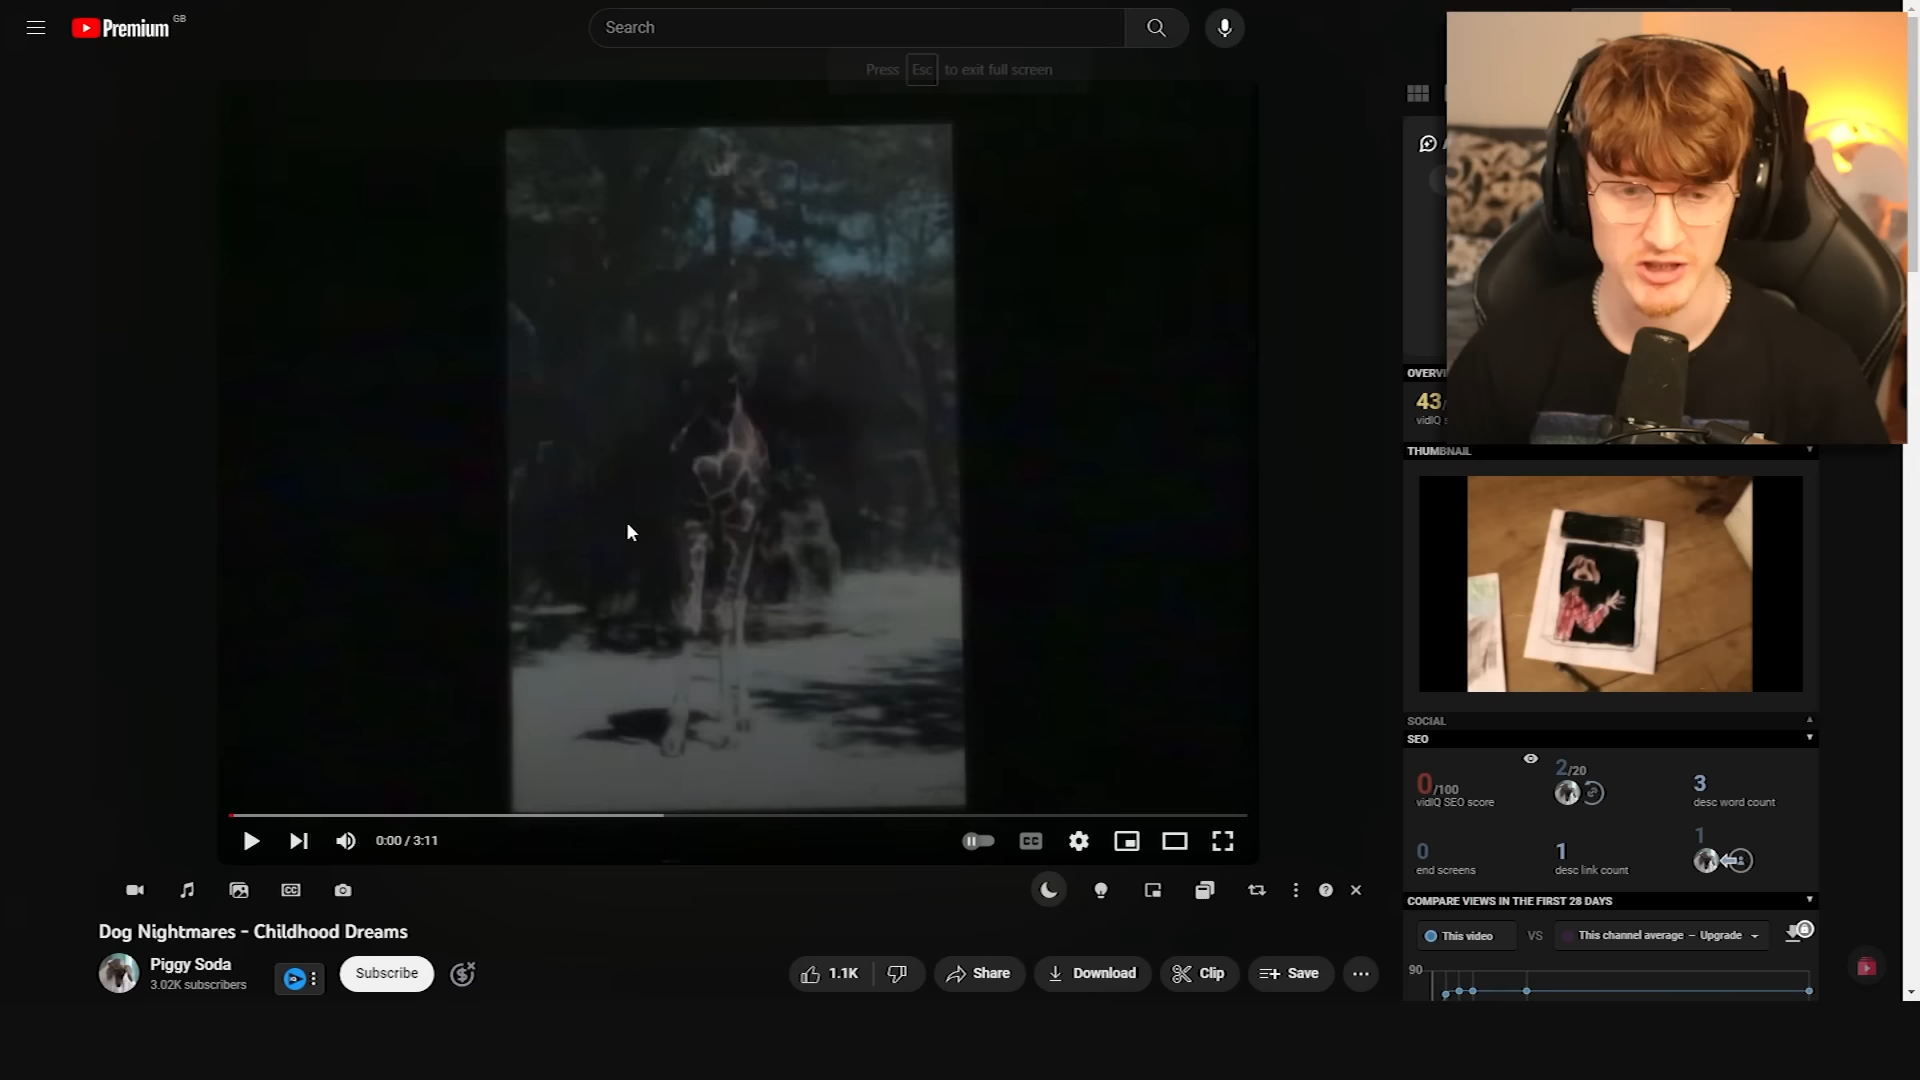 Premium GB
Search
Press Esc to exit full screen
OVERVI
43/
vidIQ s
THUMBNAIL
SOCIAL
SEO
0/100
vidIQ SEO score
2/20
3
desc word count
0
end screens
1
desc link count
1
0:00 / 3:11
CC
CC
COMPARE VIEWS IN THE FIRST 28 DAYS
Dog Nightmares - Childhood Dreams
This video VS This channel average – Upgrade
Piggy Soda
3.02K subscribers
Subscribe
1.1K
Share
Download
Clip
Save
90